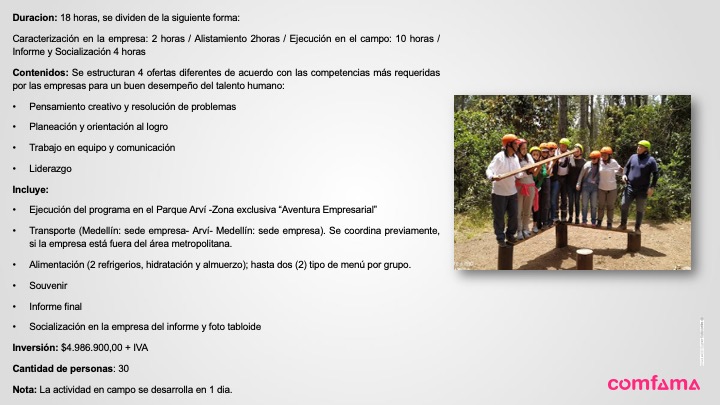 Duracion: 18 horas, se dividen de la siguiente forma:
Caracterización en la empresa: 2 horas / Alistamiento 2horas / Ejecución en el campo: 10 horas /
Informe y Socialización 4 horas
Contenidos: Se estructuran 4 ofertas diferentes de acuerdo con las competencias más requeridas
por las empresas para un buen desempeño del talento humano:
• Pensamiento creativo y resolución de problemas
• Planeación y orientación al logro
• Trabajo en equipo y comunicación
• Liderazgo
Incluye:
• Ejecución del programa en el Parque Arví -Zona exclusiva “Aventura Empresarial”
• Transporte (Medellín: sede empresa- Arví- Medellín: sede empresa). Se coordina previamente,
si la empresa está fuera del área metropolitana.
• Alimentación (2 refrigerios, hidratación y almuerzo); hasta dos (2) tipo de menú por grupo.
• Souvenir
• Informe final
• Socialización en la empresa del informe y foto tabloide
Inversión: $4.986.900,00 + IVA
Cantidad de personas: 30
Nota: La actividad en campo se desarrolla en 1 dia.
comfama